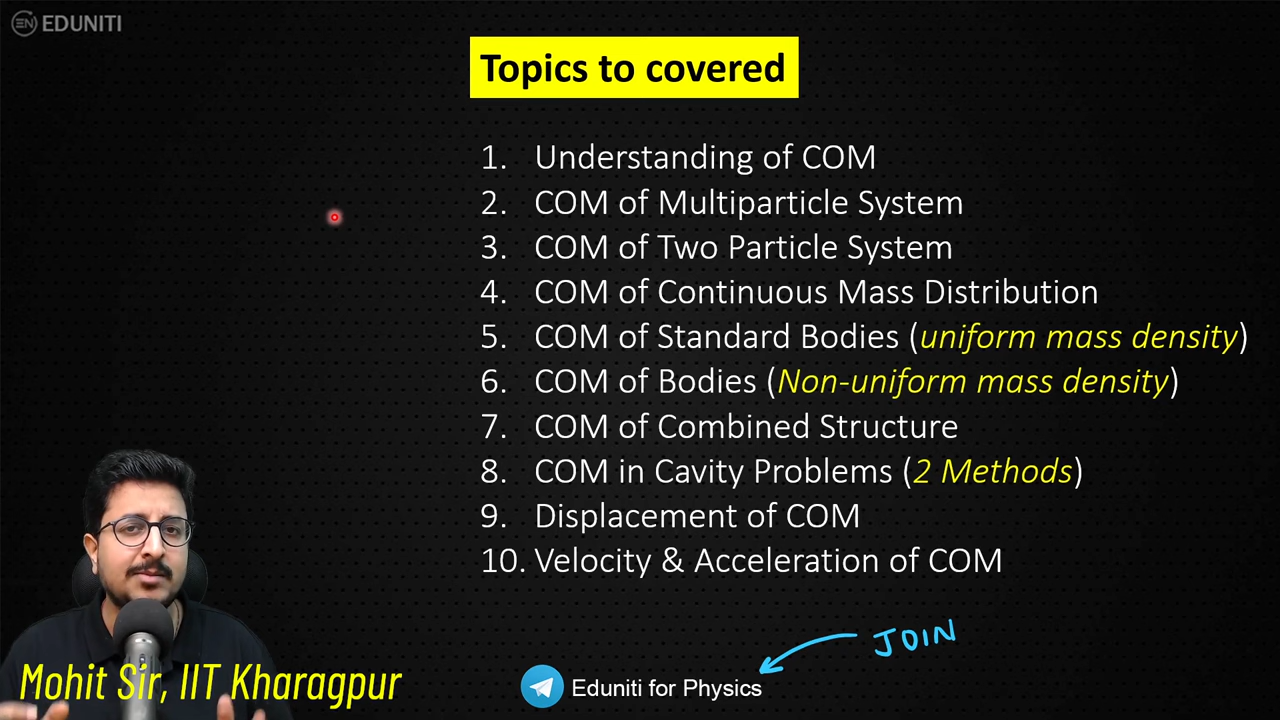 EN EDUNITI
Topics to covered
1. Understanding of COM
2. COM of Multiparticle System
3. COM of Two Particle System
4. COM of Continuous Mass Distribution
5. COM of Standard Bodies (uniform mass density)
6. COM of Bodies (Non-uniform mass density)
7. COM of Combined Structure
8. COM in Cavity Problems (2 Methods)
9. Displacement of COM
10. Velocity & Acceleration of COM
JOIN
Mohit Sir, IIT Kharagpur
Eduniti for Physics